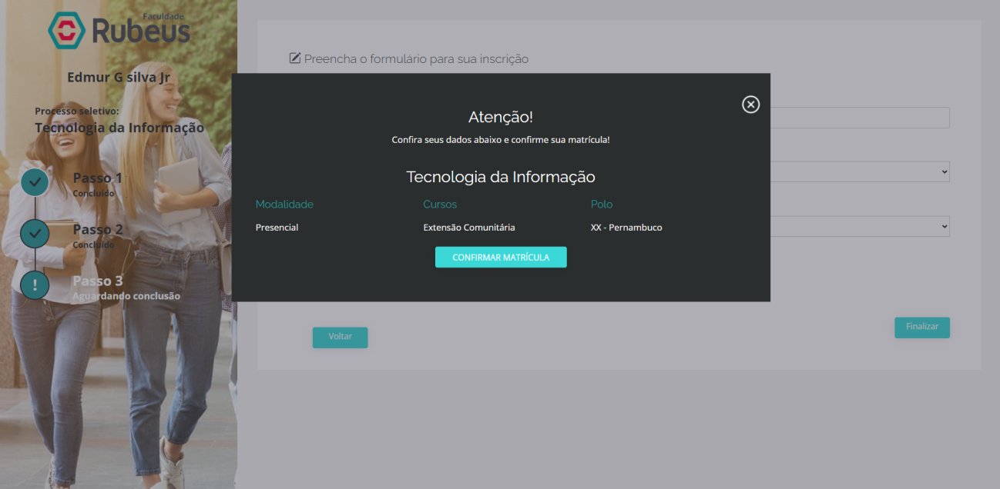 Faculdade
Rubeus
Edmur G silva Jr
Processo seletivo:
Tecnologia da Informação
Passo 1
Concluído
Passo 2
Concluído
Passo 3
Aguardando conclusão
Preencha o formulário para sua inscrição
Atenção!
Confira seus dados abaixo e confirme sua matrícula!
Tecnologia da Informação
Modalidade Cursos Polo
Presencial Extensão Comunitária XX - Pernambuco
CONFIRMAR MATRÍCULA
Voltar
Finalizar